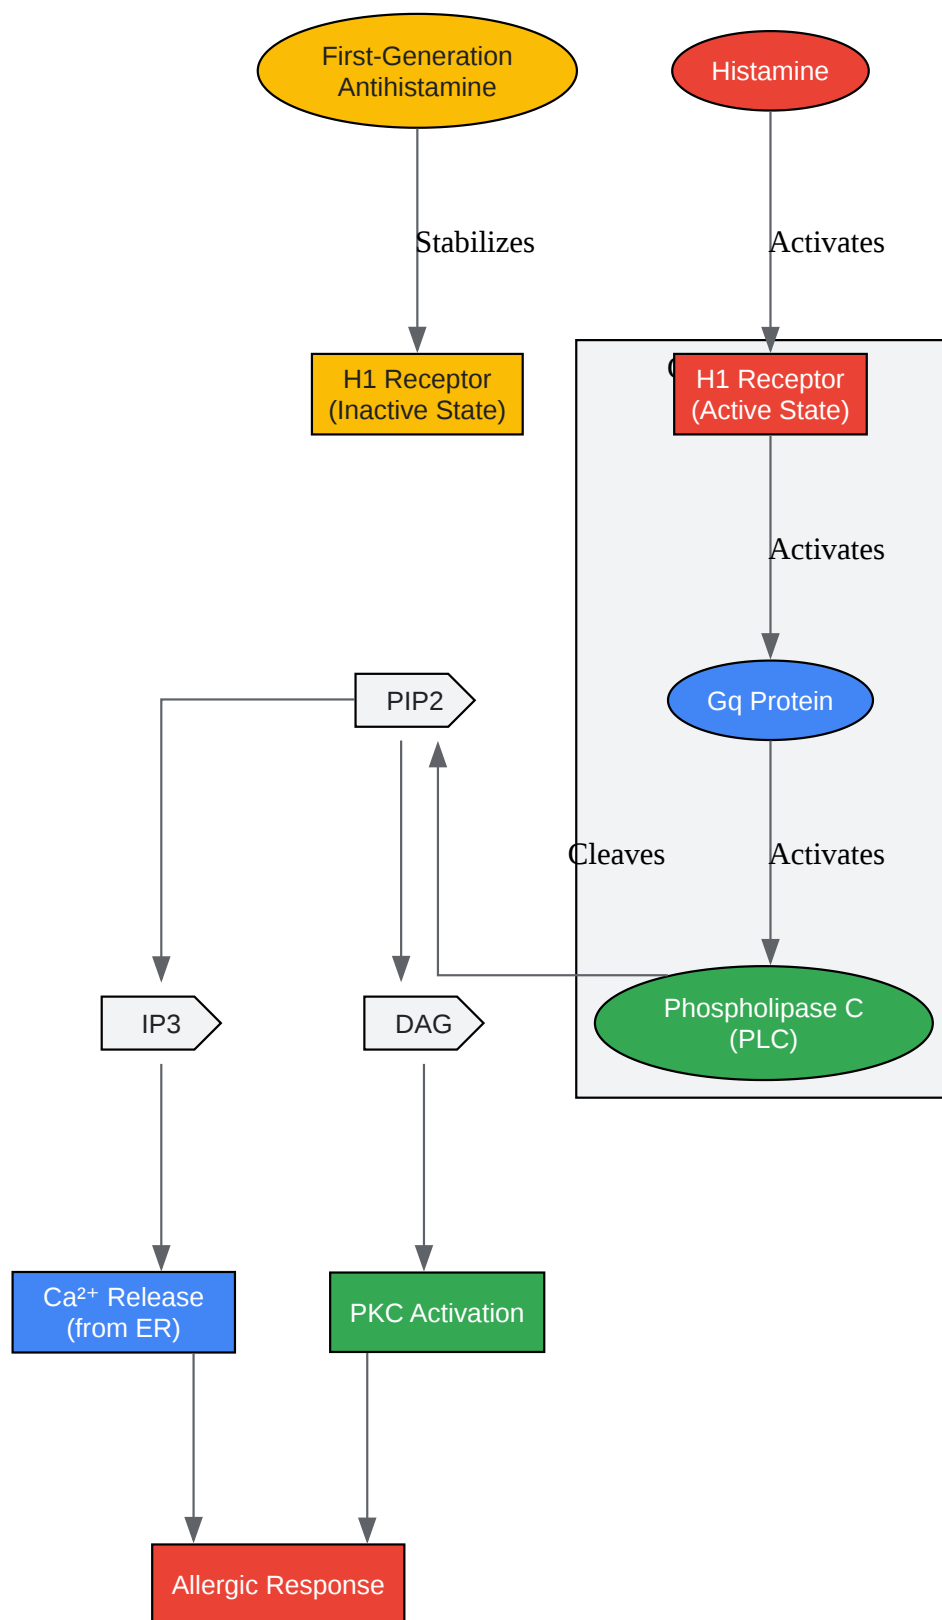 First-Generation
Antihistamine
Histamine
Stabilizes
Activates
H1 Receptor
(Inactive State)
H1 Receptor
(Active State)
Activates
PIP2
Gq Protein
Cleaves
Activates
IP3
DAG
Phospholipase C
(PLC)
Ca²⁺ Release
(from ER)
PKC Activation
Allergic Response